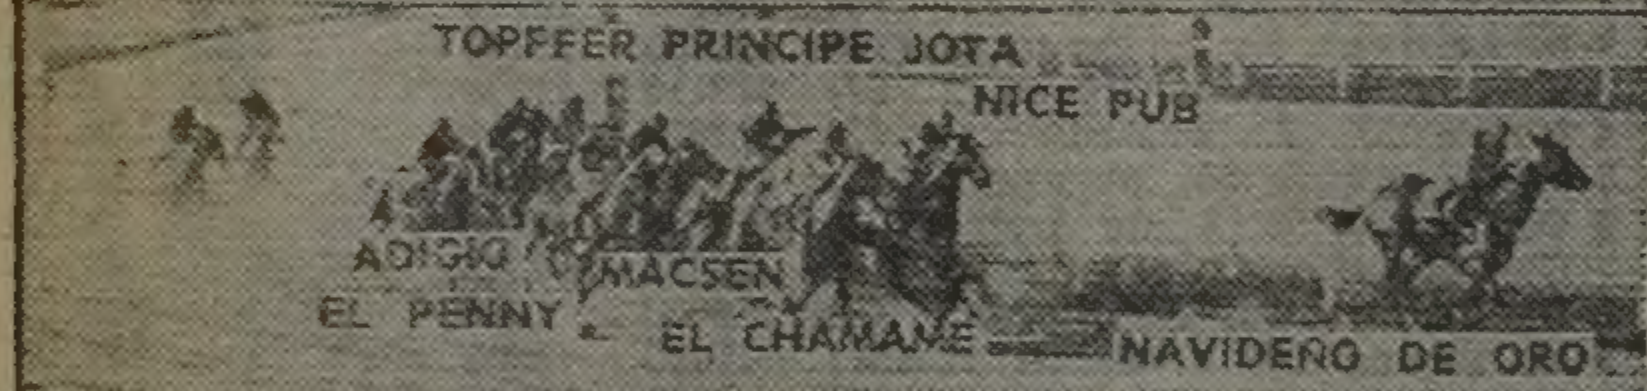 TOPFFER PRINCIPE JOTA
NICE PUB
ADIGIO
MACSEN
EL PENNY
EL CHAMAME
NAVIDEÑO DE ORO